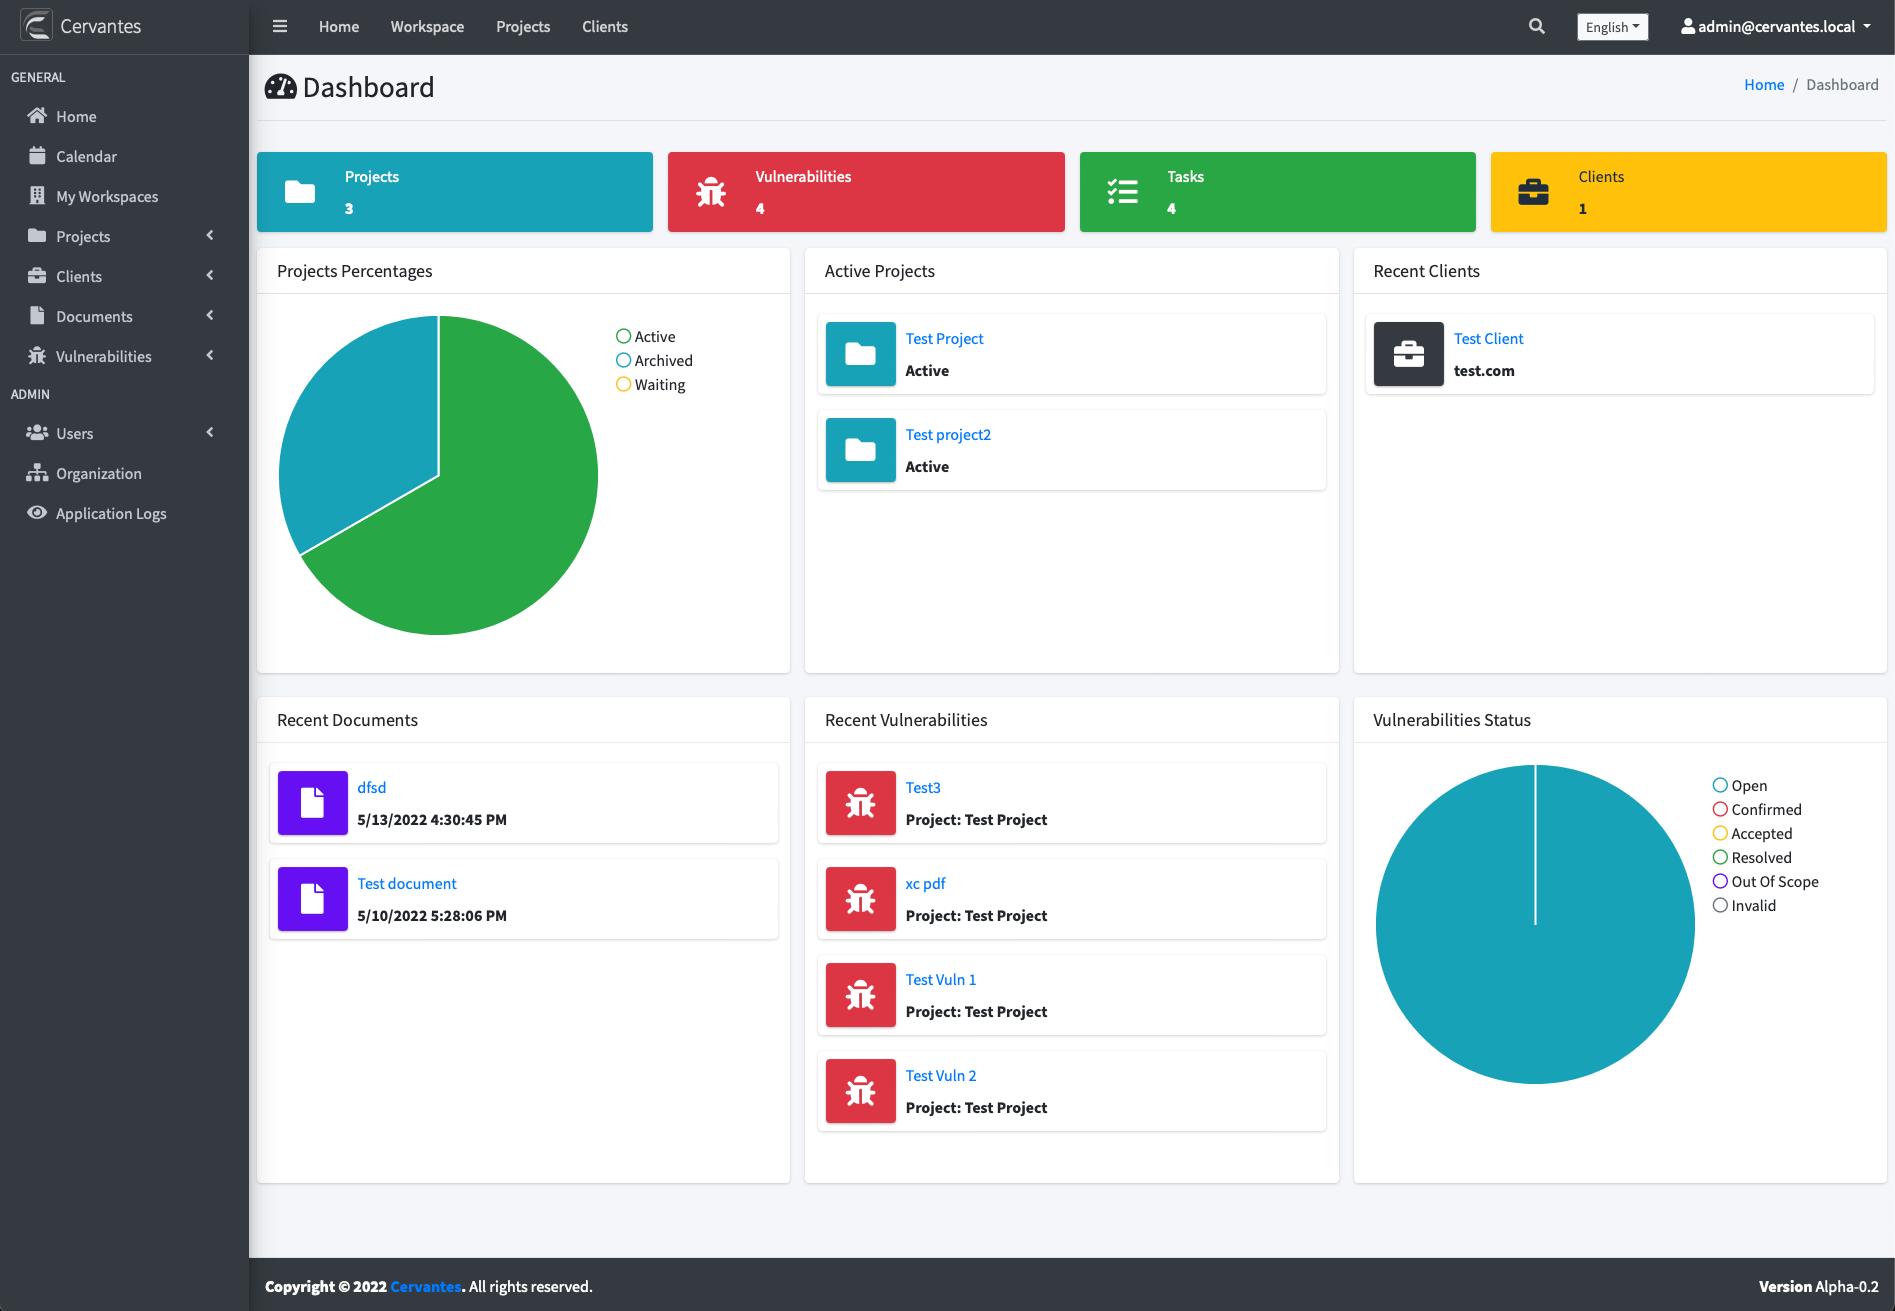 Cervantes
Home Workspace Projects Clients
English
admin@cervantes.local
GENERAL
Home
Calendar
My Workspaces
Projects
Clients
Documents
Vulnerabilities
ADMIN
Users
Organization
Application Logs
Dashboard
Home / Dashboard
Projects
3
Vulnerabilities
4
Tasks
4
Clients
1
Projects Percentages
Active
Archived
Waiting
Active Projects
Test Project
Active
Test project2
Active
Recent Clients
Test Client
test.com
Recent Documents
dfsd
5/13/2022 4:30:45 PM
Test document
5/10/2022 5:28:06 PM
Recent Vulnerabilities
Test3
Project: Test Project
xc pdf
Project: Test Project
Test Vuln 1
Project: Test Project
Test Vuln 2
Project: Test Project
Vulnerabilities Status
Open
Confirmed
Accepted
Resolved
Out Of Scope
Invalid
Copyright © 2022 Cervantes. All rights reserved.
Version Alpha-0.2